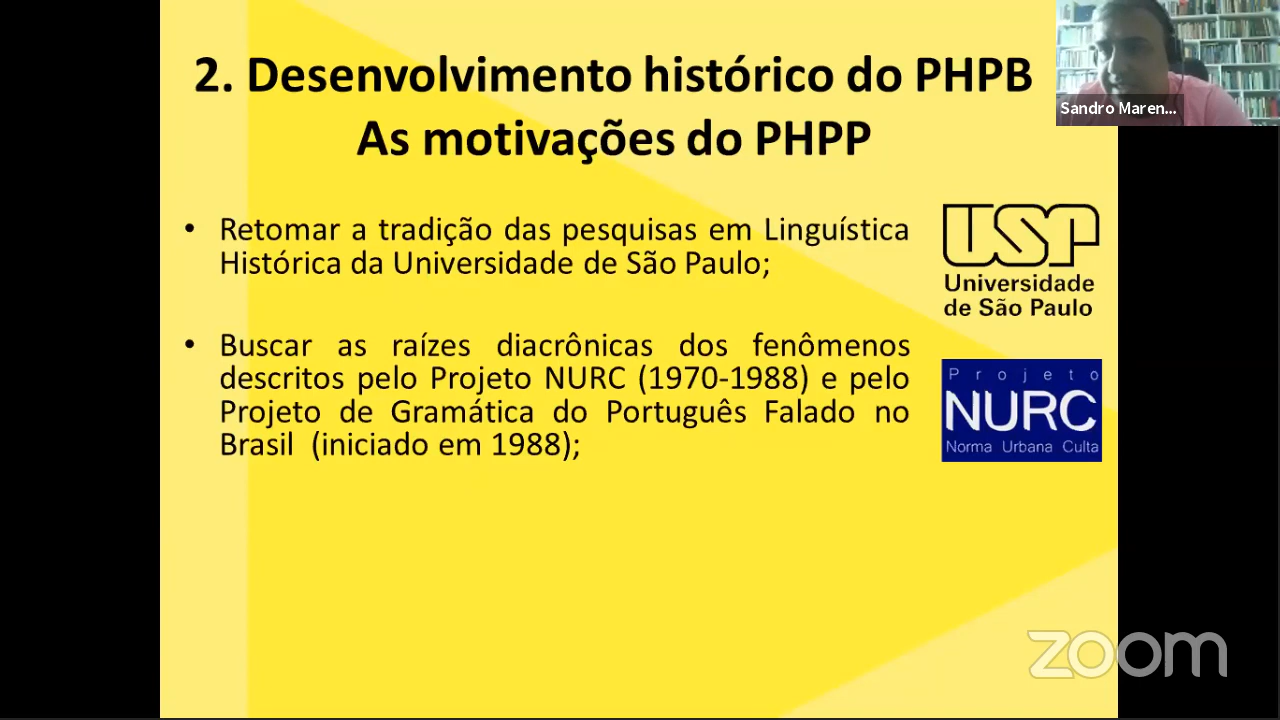 2. Desenvolvimento histórico do PHPB
As motivações do PHPP
Sandro Maren...
• Retomar a tradição das pesquisas em Linguística
Histórica da Universidade de São Paulo;
USP
Universidade
de São Paulo
• Buscar as raízes diacrônicas dos fenômenos
descritos pelo Projeto NURC (1970-1988) e pelo
Projeto de Gramática do Português Falado no
Brasil (iniciado em 1988);
Projeto
NURC
Norma Urbana Culta
zoom